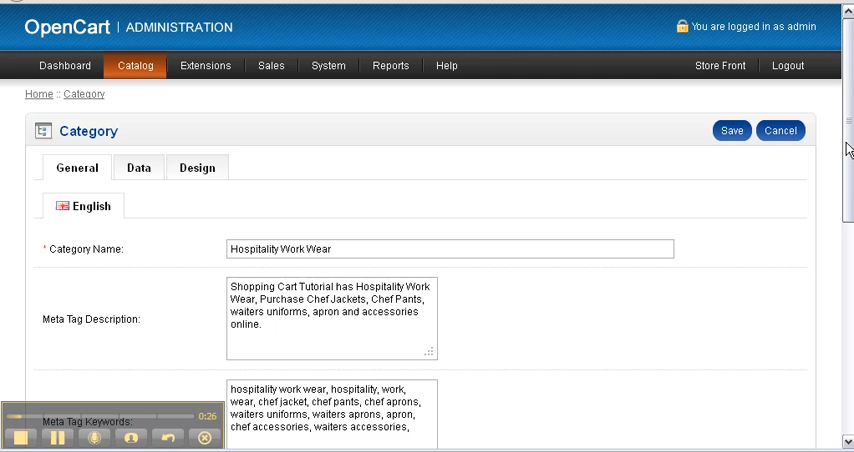 OpenCart | ADMINISTRATION
You are logged in as admin
Dashboard Catalog Extensions Sales System Reports Help Store Front Logout
Home :: Category
Category Save Cancel
General Data Design
English
* Category Name: Hospitality Work Wear
Meta Tag Description:
Shopping Cart Tutorial has Hospitality Work
Wear, Purchase Chef Jackets, Chef Pants,
waiters uniforms, apron and accessories
online.
Meta Tag Keywords:
hospitality work wear, hospitality, work,
wear, chef jacket, chef pants, chef aprons,
waiters uniforms, waiters aprons, apron,
chef accessories, waiters accessories,
0:26